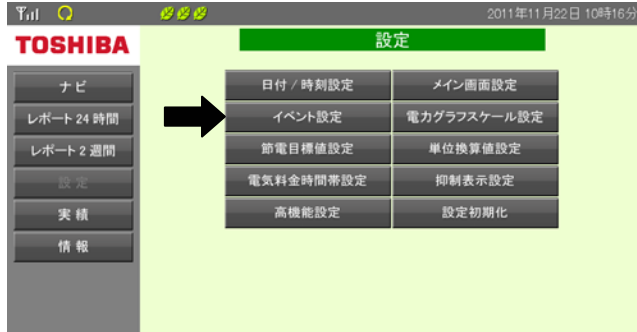 2011年11月22日 10時16分
TOSHIBA
設定
ナビ
レポート 24 時間
レポート 2 週間
設 定
実 績
情 報
日付 / 時刻設定
メイン画面設定
イベント設定
電力グラフスケール設定
節電目標値設定
単位換算値設定
電気料金時間帯設定
抑制表示設定
高機能設定
設定初期化